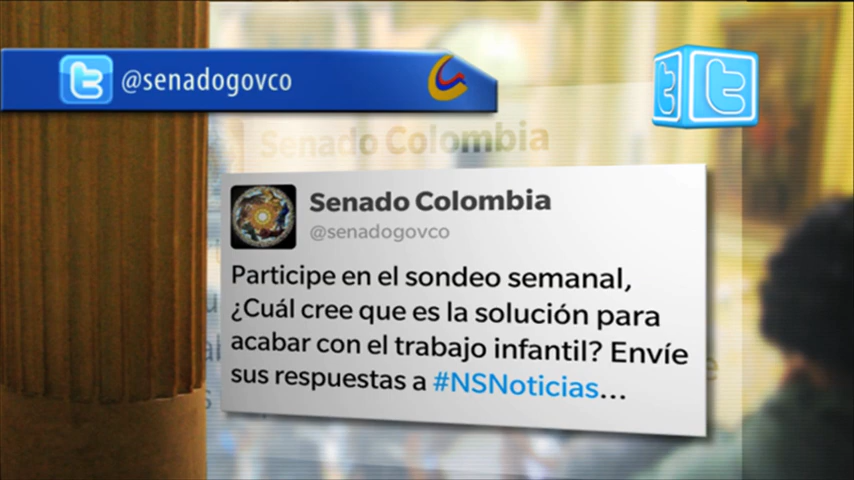 @senadogovco
Senado Colombia
Senado Colombia
@senadogovco
Participe en el sondeo semanal,
¿Cuál cree que es la solución para
acabar con el trabajo infantil? Envíe
sus respuestas a #NSNoticias...